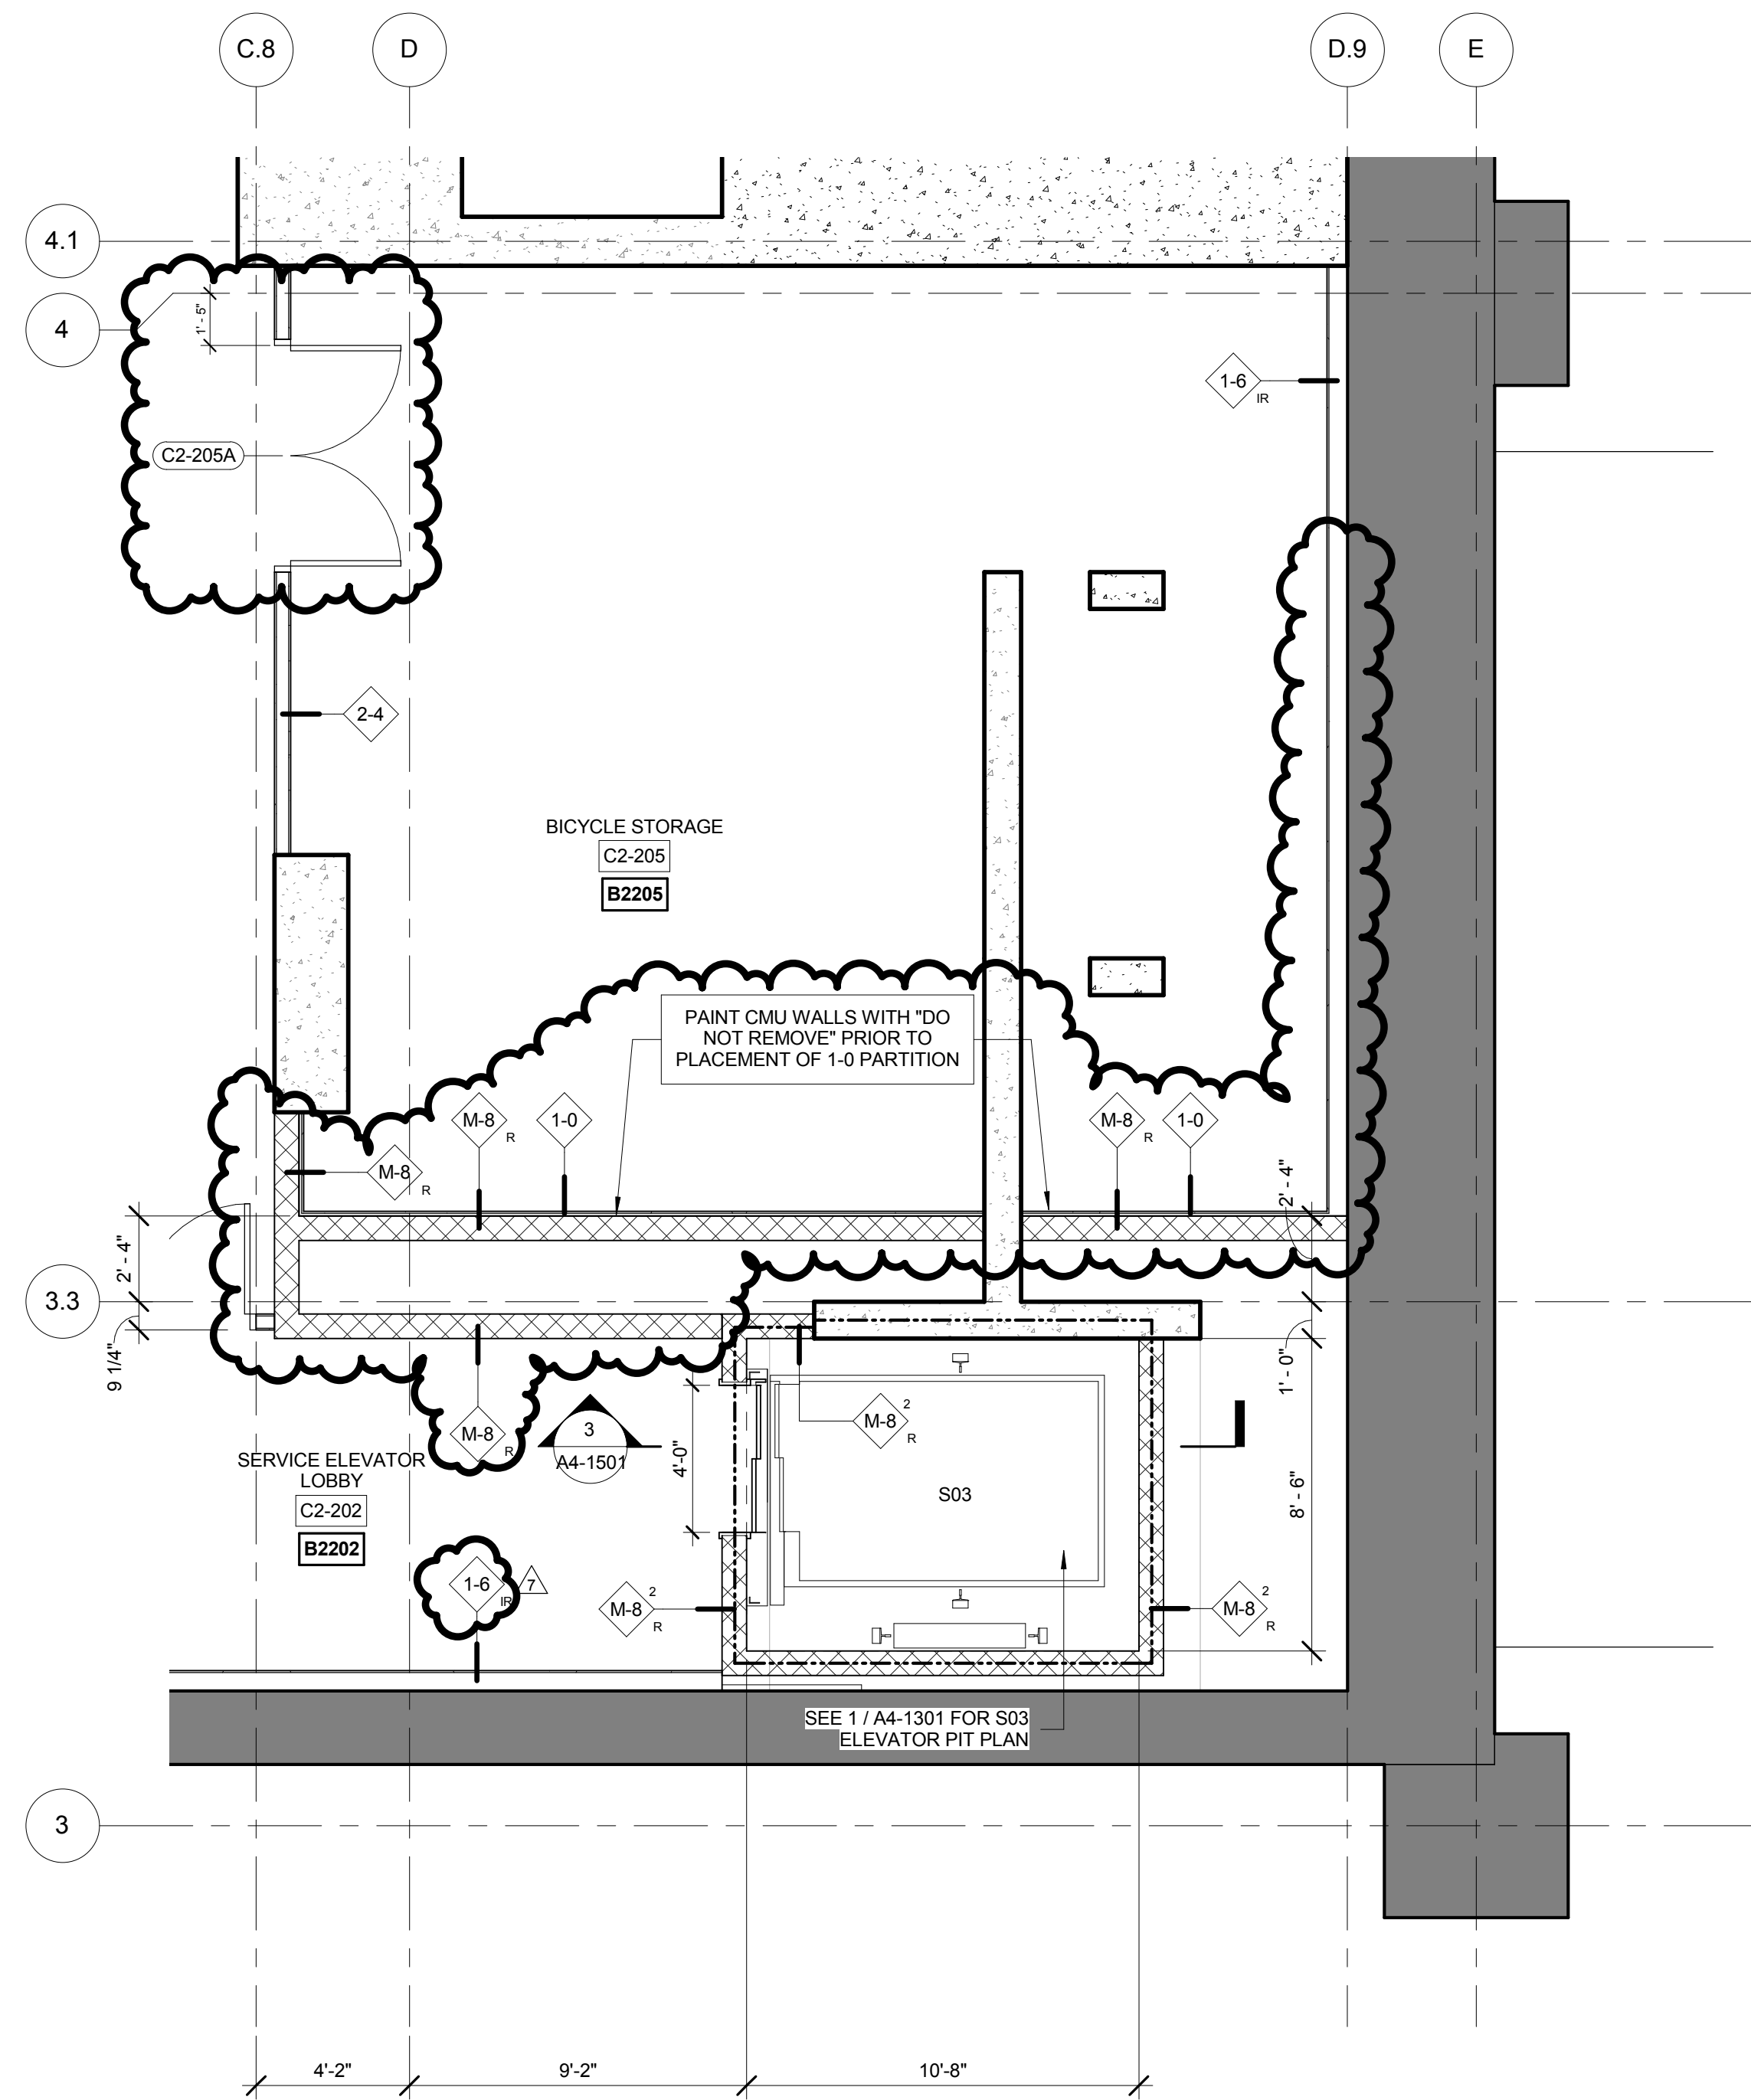 C.8
D
D.9
E
4.1
4
1' - 5"
1-6
IR
C2-205A
2-4
BICYCLE STORAGE
C2-205
B2205
PAINT CMU WALLS WITH "DO
NOT REMOVE" PRIOR TO
PLACEMENT OF 1-0 PARTITION
M-8
R
1-0
M-8
R
1-0
M-8
R
2' - 4"
2' - 4"
3.3
9 1/4"
1' - 0"
M-8
R
3
A4-1501
4'-0"
M-8
2
R
SERVICE ELEVATOR
LOBBY
C2-202
B2202
S03
8' - 6"
1-6
IR
7
M-8
2
R
M-8
2
R
SEE 1 / A4-1301 FOR S03
ELEVATOR PIT PLAN
3
4'-2"
9'-2"
10'-8"